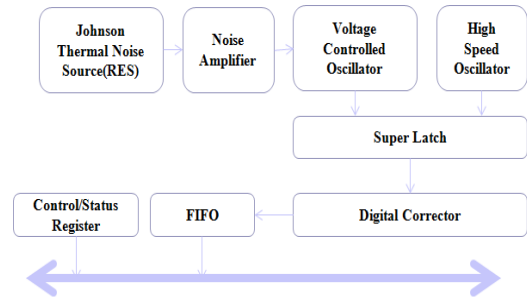 Johnson
Thermal Noise
Source(RES)
Noise
Amplifier
Voltage
Controlled
Oscillator
High
Speed
Oscillator
Super Latch
Control/Status
Register
FIFO
Digital Corrector